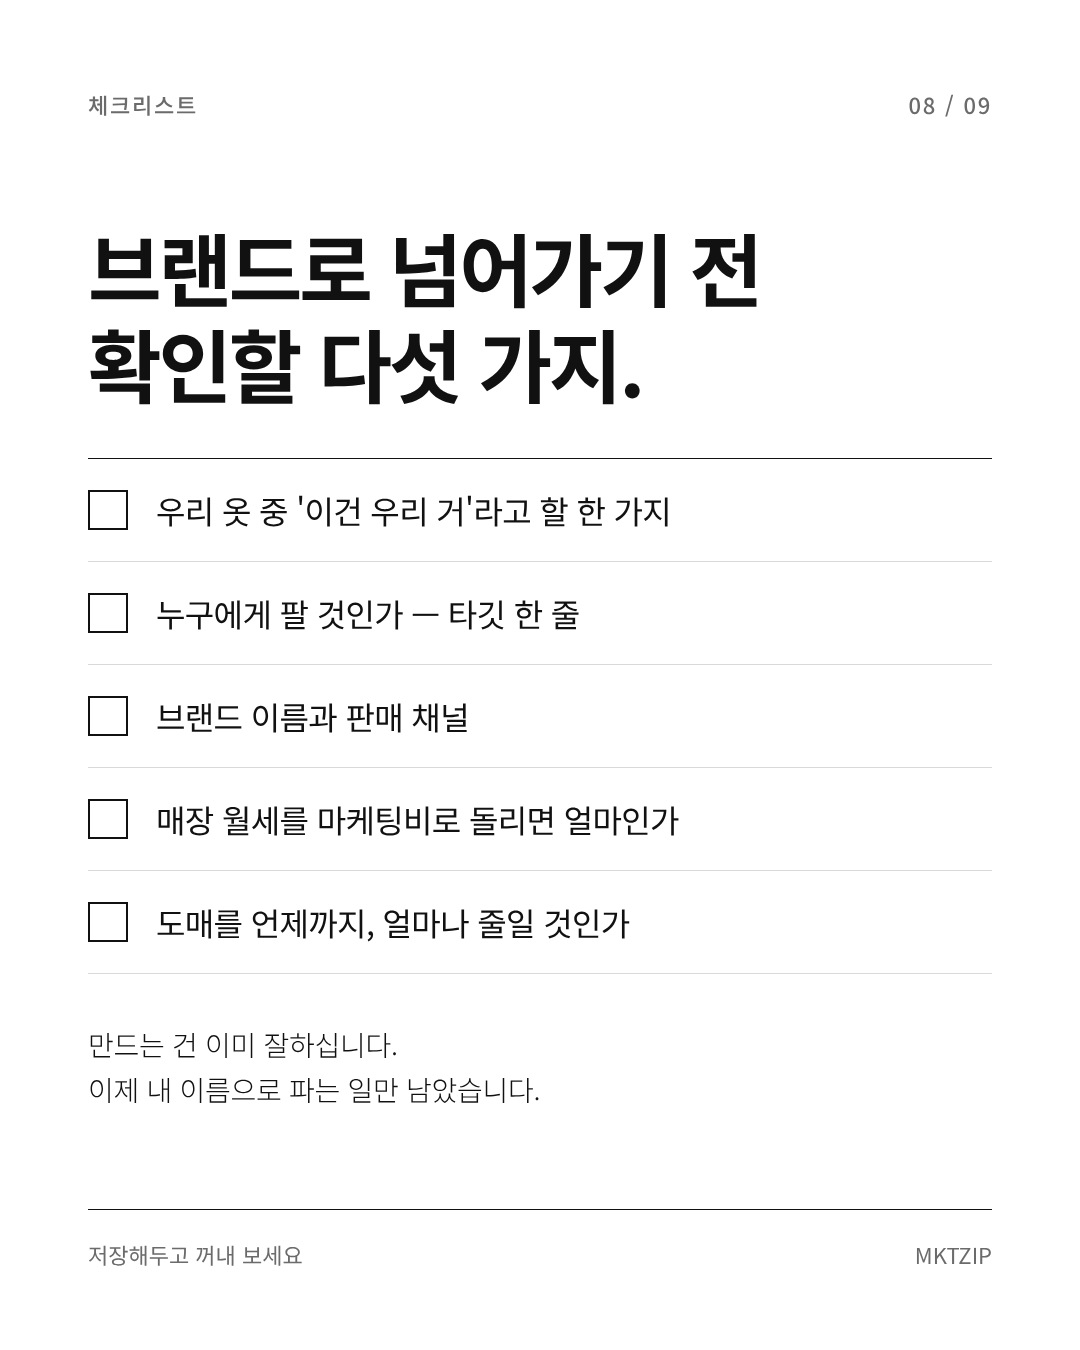 체크리스트
08 / 09
브랜드로 넘어가기 전
확인할 다섯 가지.
우리 옷 중 '이건 우리 거'라고 할 한 가지
누구에게 팔 것인가 — 타깃 한 줄
브랜드 이름과 판매 채널
매장 월세를 마케팅비로 돌리면 얼마인가
도매를 언제까지, 얼마나 줄일 것인가
만드는 건 이미 잘하십니다.
이제 내 이름으로 파는 일만 남았습니다.
저장해두고 꺼내 보세요
MKTZIP